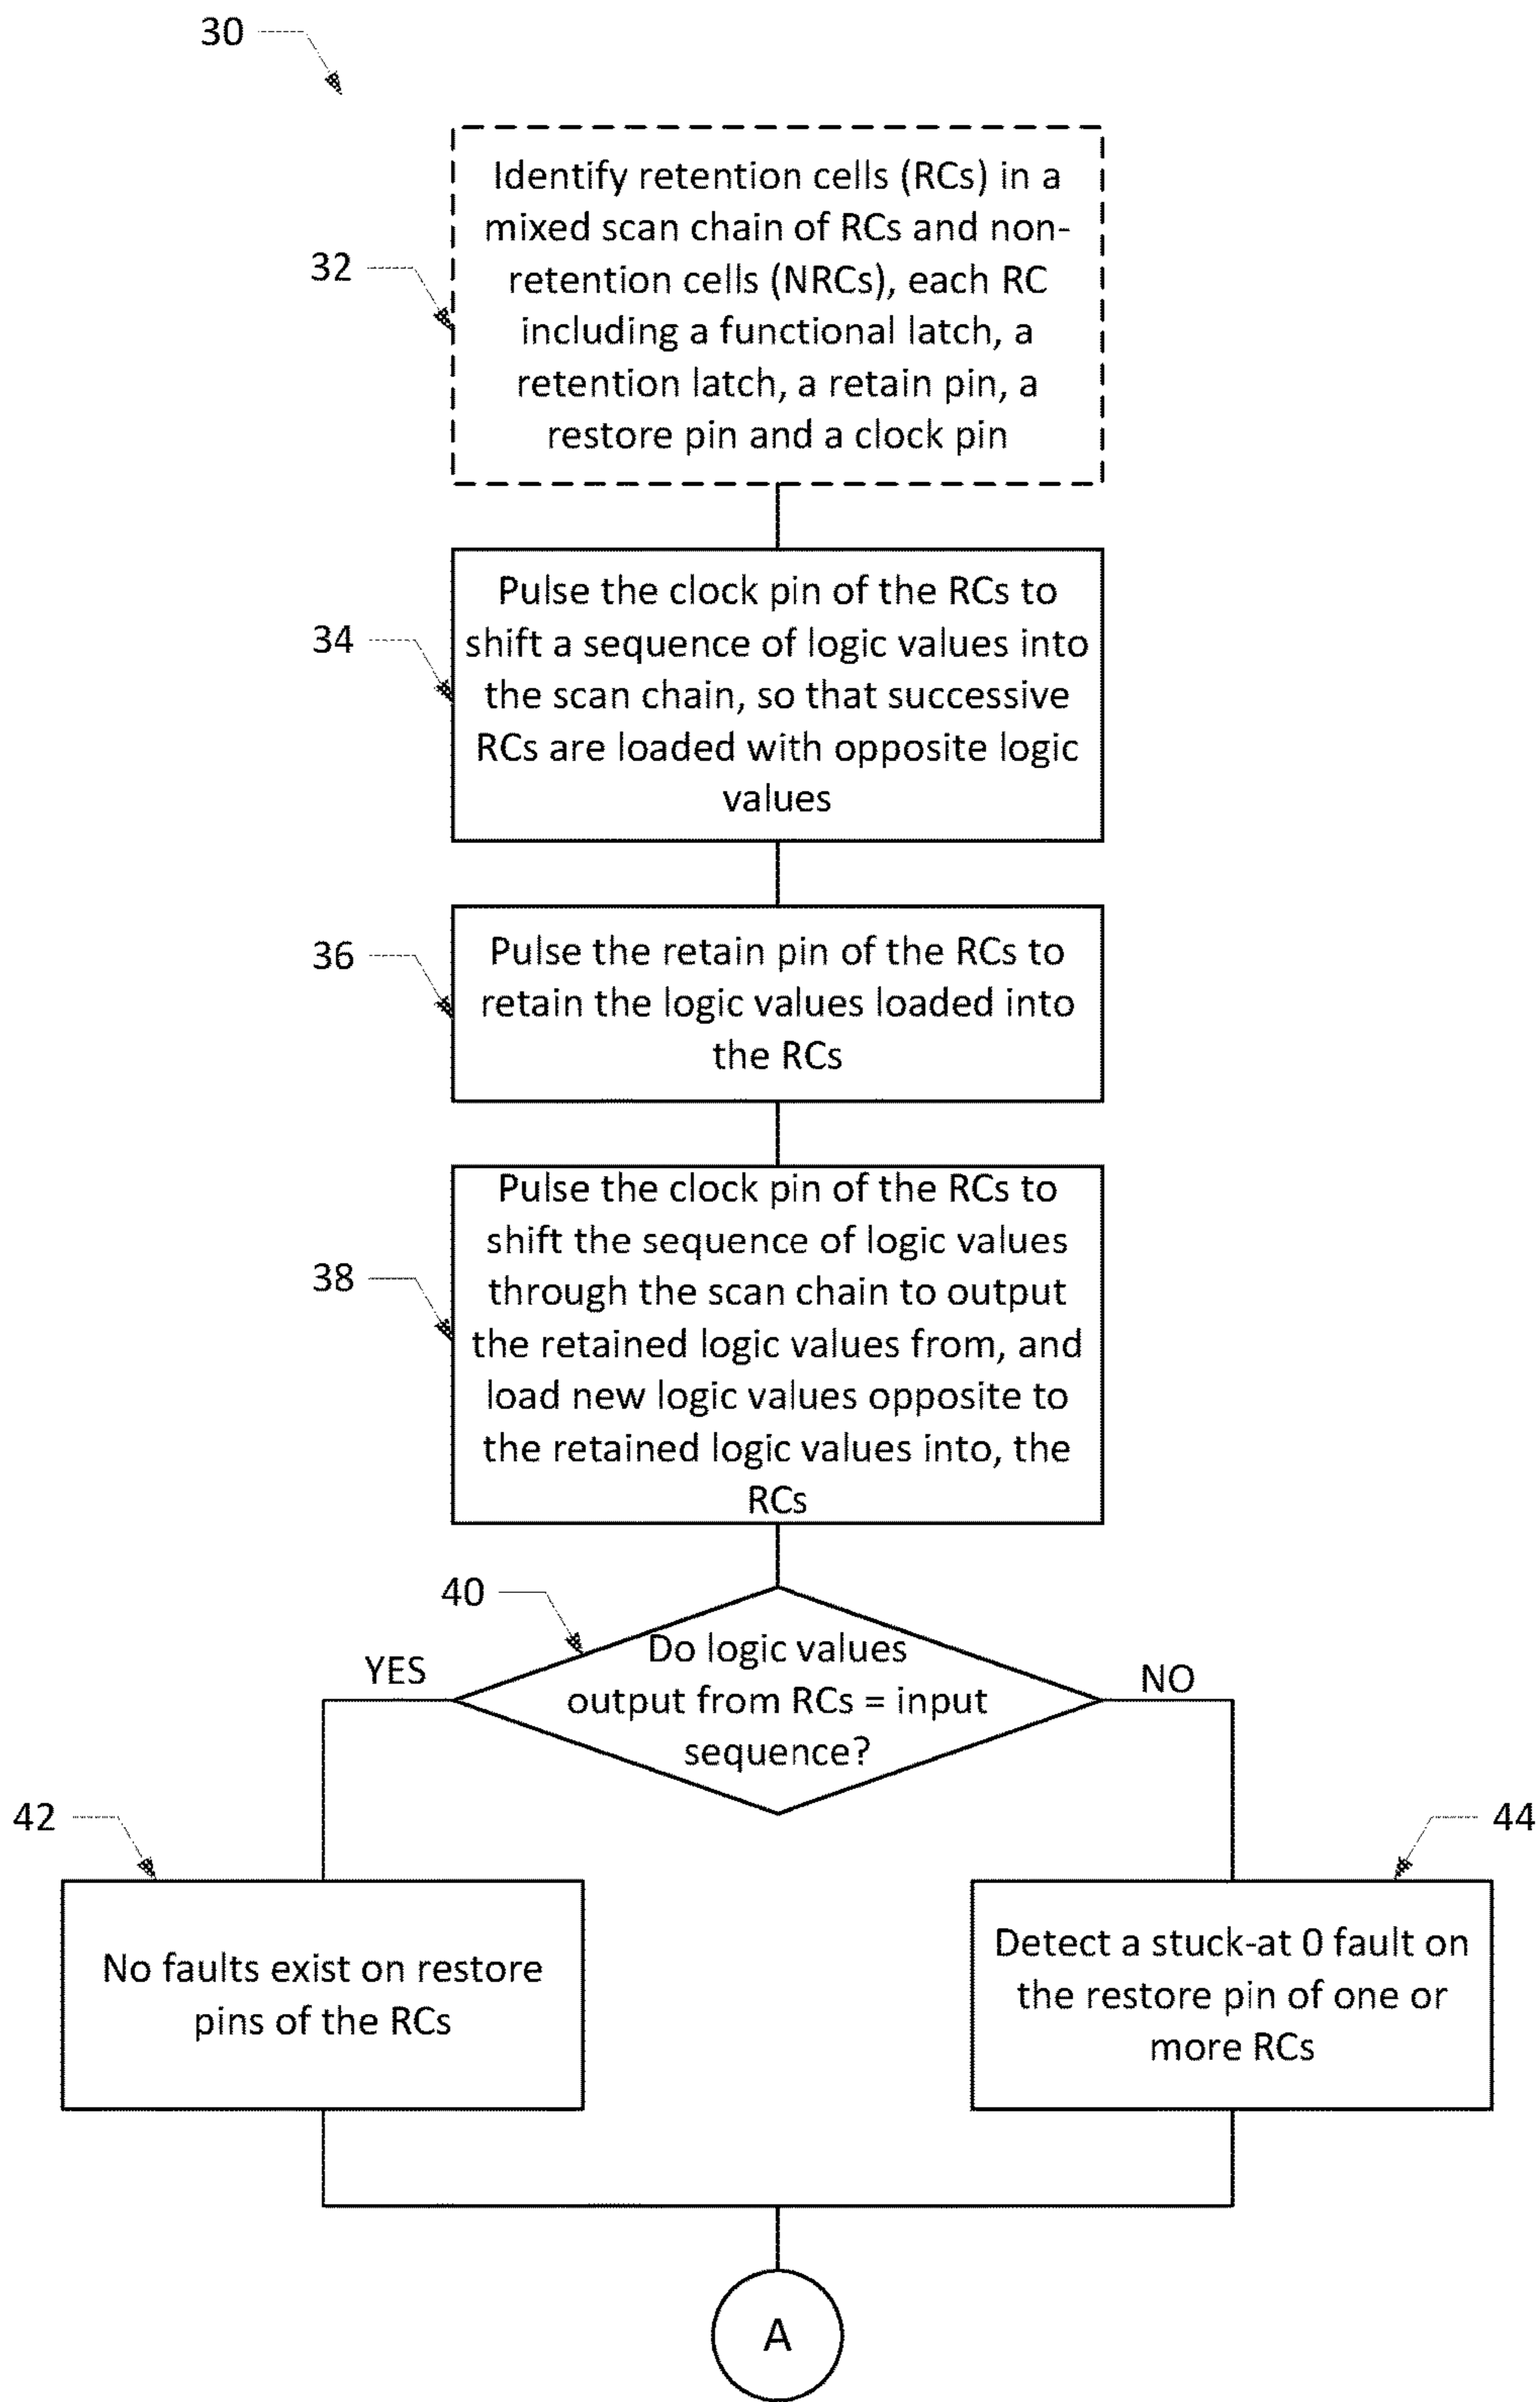 30
Identify retention cells (RCs) in a
mixed scan chain of RCs and non-
retention cells (NRCs), each RC
including a functional latch, a
retention latch, a retain pin, a
restore pin and a clock pin
32
Pulse the clock pin of the RCs to
shift a sequence of logic values into
the scan chain, so that successive
RCs are loaded with opposite logic
values
34
Pulse the retain pin of the RCs to
retain the logic values loaded into
the RCs
36
Pulse the clock pin of the RCs to
shift the sequence of logic values
through the scan chain to output
the retained logic values from, and
load new logic values opposite to
the retained logic values into, the
RCs
38
40
Do logic values
output from RCs = input
sequence?
YES
NO
42
44
No faults exist on restore
pins of the RCs
Detect a stuck-at 0 fault on
the restore pin of one or
more RCs
A